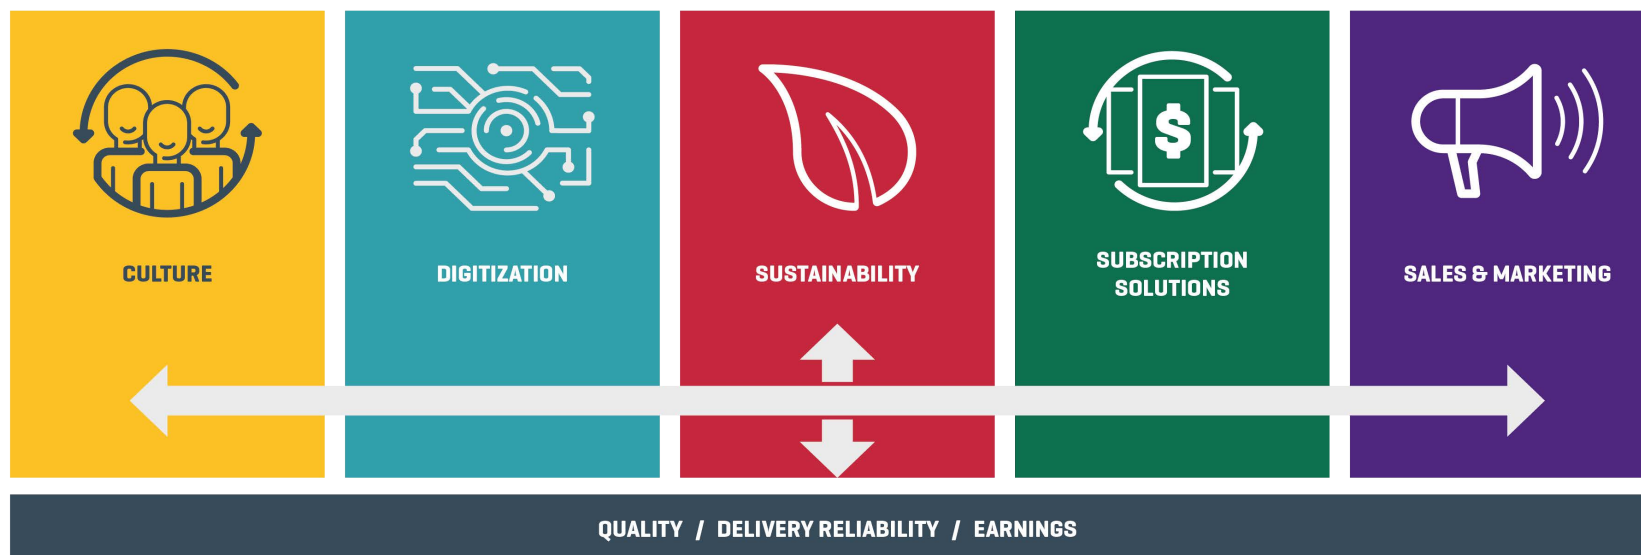 CULTURE
DIGITIZATION
SUSTAINABILITY
$
SUBSCRIPTION
SOLUTIONS
SALES & MARKETING
QUALITY / DELIVERY RELIABILITY / EARNINGS